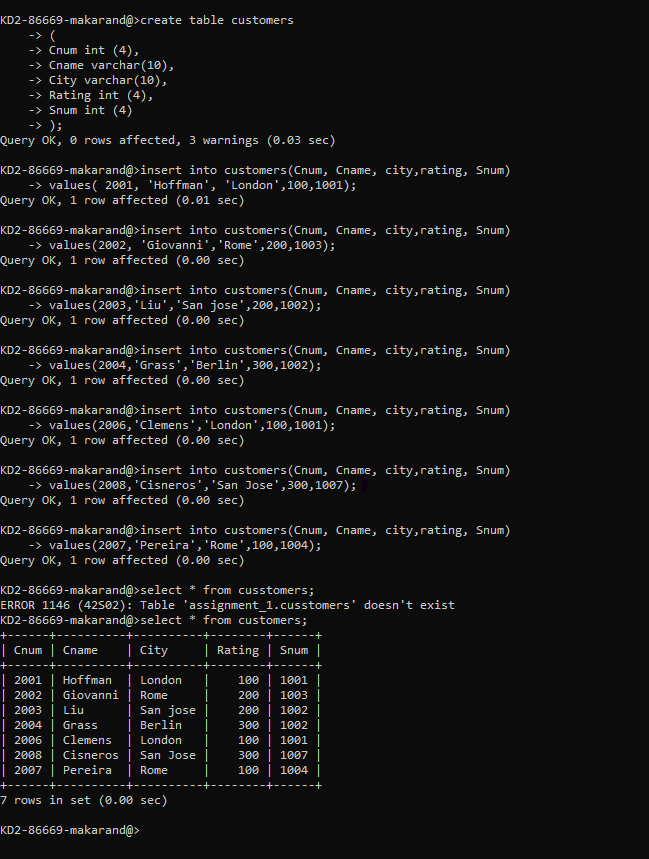 KD2-86669-makarand@>create table customers
    -> (
    -> Cnum int (4),
    -> Cname varchar(10),
    -> City varchar(10),
    -> Rating int (4),
    -> Snum int (4)
    -> );
Query OK, 0 rows affected, 3 warnings (0.03 sec)

KD2-86669-makarand@>insert into customers(Cnum, Cname, city,rating, Snum)
    -> values( 2001, 'Hoffman', 'London',100,1001);
Query OK, 1 row affected (0.01 sec)

KD2-86669-makarand@>insert into customers(Cnum, Cname, city,rating, Snum)
    -> values(2002, 'Giovanni','Rome',200,1003);
Query OK, 1 row affected (0.00 sec)

KD2-86669-makarand@>insert into customers(Cnum, Cname, city,rating, Snum)
    -> values(2003,'Liu','San jose',200,1002);
Query OK, 1 row affected (0.00 sec)

KD2-86669-makarand@>insert into customers(Cnum, Cname, city,rating, Snum)
    -> values(2004,'Grass','Berlin',300,1002);
Query OK, 1 row affected (0.00 sec)

KD2-86669-makarand@>insert into customers(Cnum, Cname, city,rating, Snum)
    -> values(2006,'Clemens','London',100,1001);
Query OK, 1 row affected (0.00 sec)

KD2-86669-makarand@>insert into customers(Cnum, Cname, city,rating, Snum)
    -> values(2008,'Cisneros','San Jose',300,1007);
Query OK, 1 row affected (0.00 sec)

KD2-86669-makarand@>insert into customers(Cnum, Cname, city,rating, Snum)
    -> values(2007,'Pereira','Rome',100,1004);
Query OK, 1 row affected (0.00 sec)

KD2-86669-makarand@>select * from cusstomers;
ERROR 1146 (42S02): Table 'assignment_1.cusstomers' doesn't exist
KD2-86669-makarand@>select * from customers;
+------+----------+----------+--------+------+
| Cnum | Cname    | City     | Rating | Snum |
+------+----------+----------+--------+------+
| 2001 | Hoffman  | London   |    100 | 1001 |
| 2002 | Giovanni | Rome     |    200 | 1003 |
| 2003 | Liu      | San jose |    200 | 1002 |
| 2004 | Grass    | Berlin   |    300 | 1002 |
| 2006 | Clemens  | London   |    100 | 1001 |
| 2008 | Cisneros | San Jose |    300 | 1007 |
| 2007 | Pereira  | Rome     |    100 | 1004 |
+------+----------+----------+--------+------+
7 rows in set (0.00 sec)

KD2-86669-makarand@>